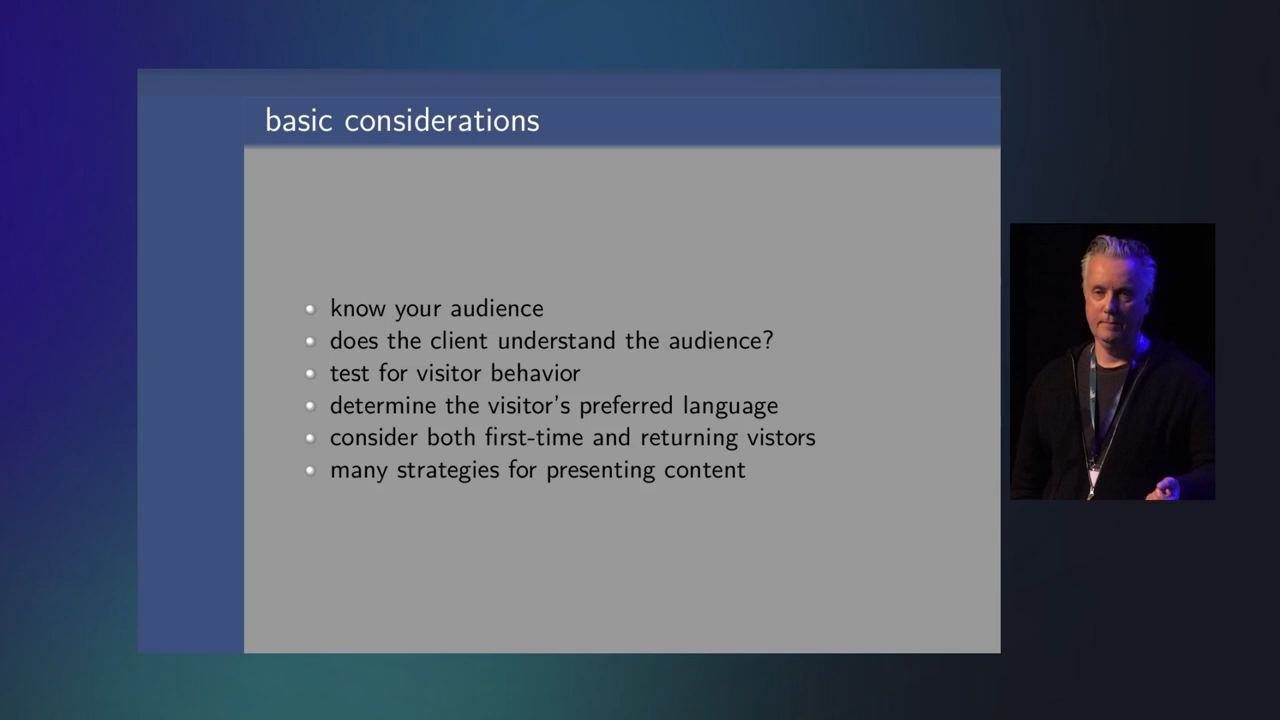 basic considerations
know your audience
does the client understand the audience?
test for visitor behavior
determine the visitor's preferred language
consider both first-time and returning vistors
many strategies for presenting content